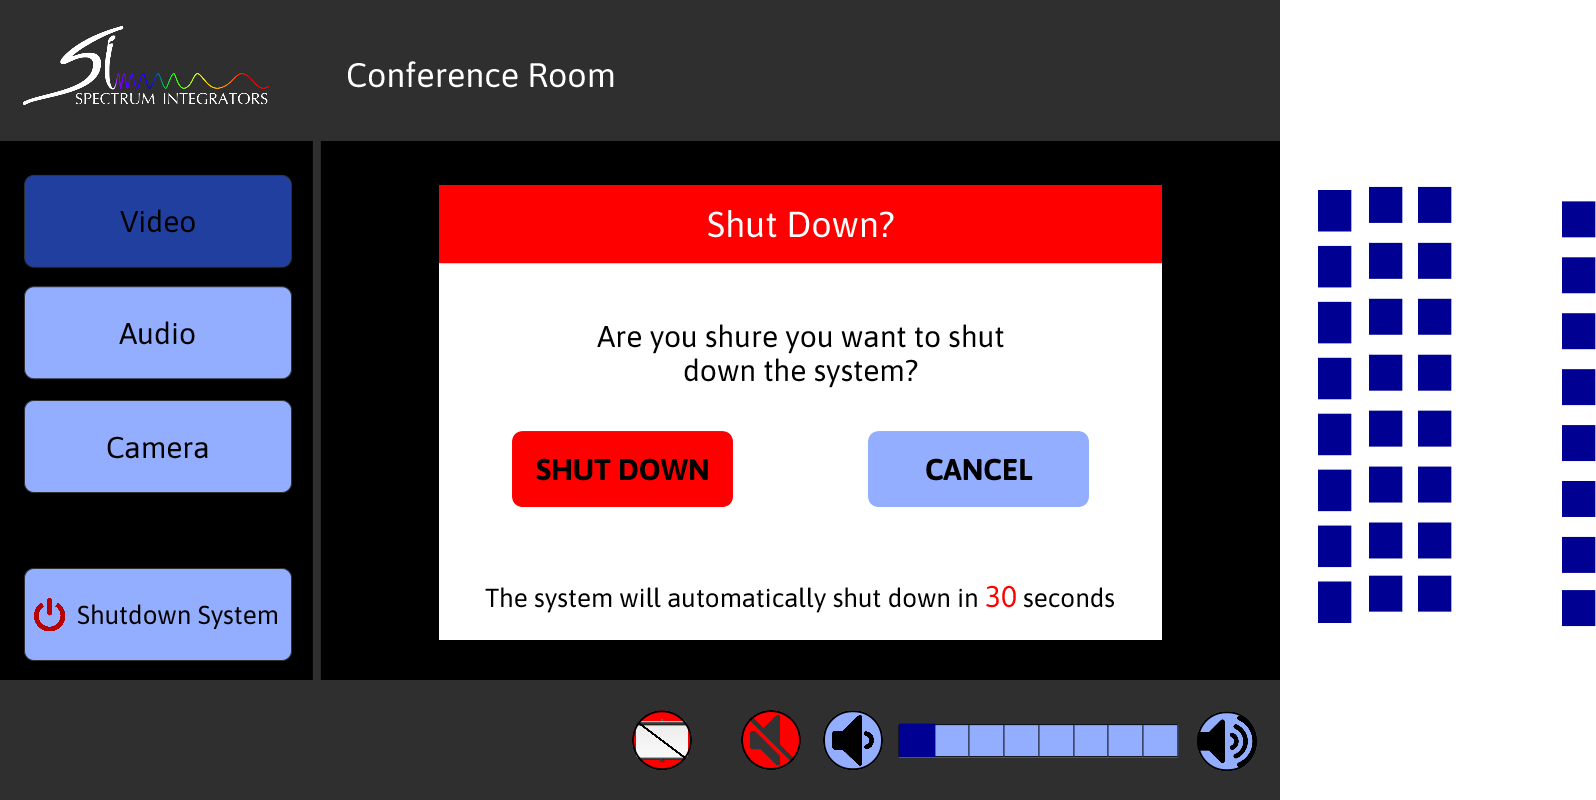 Si
SPECTRUM INTEGRATORS
Conference Room
Video
Audio
Camera
Shutdown System
Shut Down?
Are you shure you want to shut
down the system?
SHUT DOWN
CANCEL
The system will automatically shut down in 30 seconds